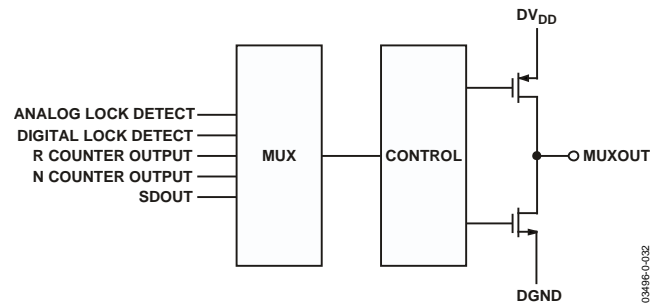 DVDD
ANALOG LOCK DETECT
DIGITAL LOCK DETECT
R COUNTER OUTPUT
N COUNTER OUTPUT
SDOUT
MUX
CONTROL
MUXOUT
DGND
03496-0-032